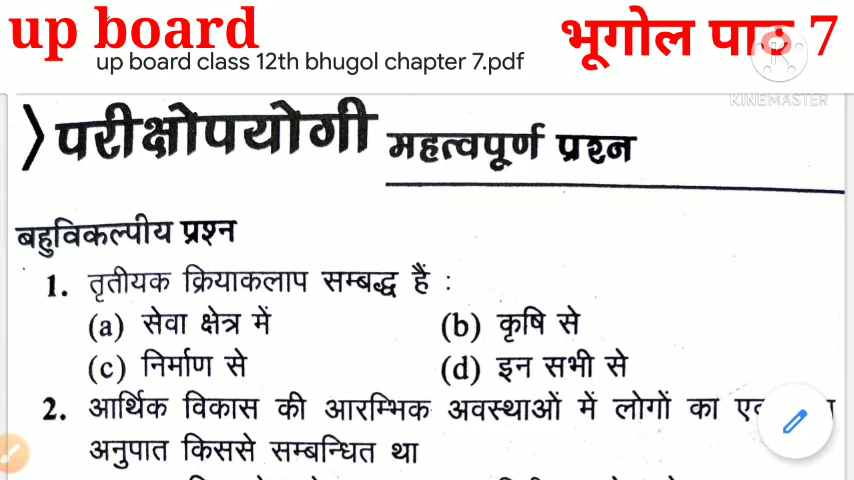 up board
भूगोल पाठ 7
up board class 12th bhugol chapter 7.pdf
KINEMASTER
परीक्षोपयोगी महत्वपूर्ण प्रश्न
बहुविकल्पीय प्रश्न
1. तृतीयक क्रियाकलाप सम्बद्ध हैं :
(a) सेवा क्षेत्र में (b) कृषि से
(c) निर्माण से (d) इन सभी से
2. आर्थिक विकास की आरम्भिक अवस्थाओं में लोगों का
अनुपात किससे सम्बन्धित था